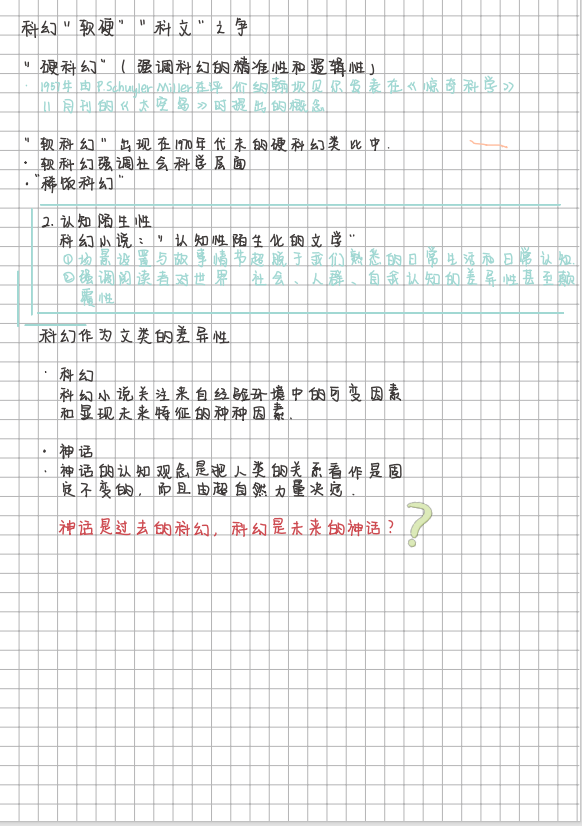 科幻"软硬""科文"之争
"硬科幻"(强调科幻的精准性和逻辑性)
· 1957年由P.Schuyler Miller在评价约翰坎贝尔发表在《惊奇科学》
11月刊的《太空岛》时提出的概念
"软科幻"出现在1970年代末的硬科幻类比中.
· 软科幻强调社会科学层面
· "稀饭科幻"
2. 认知陌生性
科幻小说:"认知性陌生化的文学"
①场景设置与故事情节超脱于我们熟悉的日常生活和日常认知
②强调阅读者对世界、社会、人群、自我认知的差异性甚至颠
覆性
科幻作为文类的差异性
· 科幻
科幻小说关注来自经验环境中的可变因素
和显现未来特征的种种因素.
· 神话
· 神话的认知观念是把人类的关系看作是固
定不变的,而且由超自然力量决定.
神话是过去的科幻,科幻是未来的神话?
?